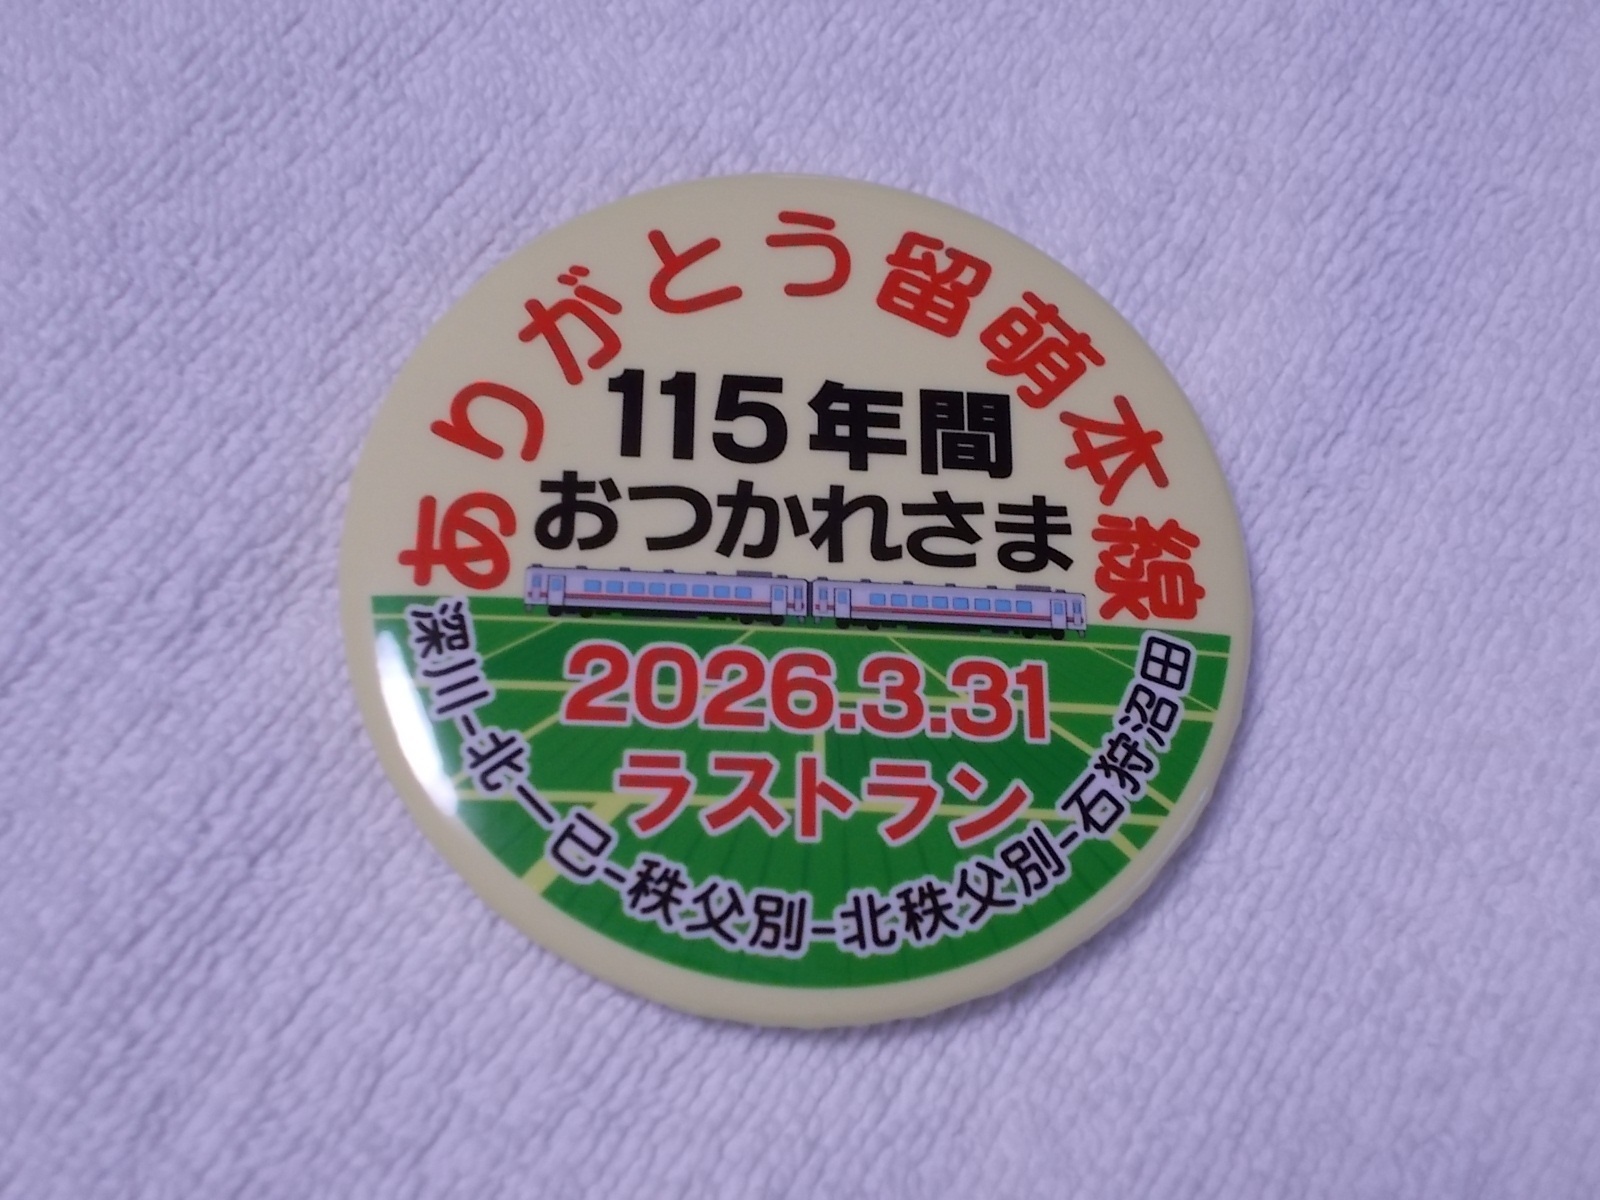 ありがとう留萌本線
115年間
おつかれさま
2026.3.31
ラストラン
深川-北一已-秩父別-北秩父別-石狩沼田